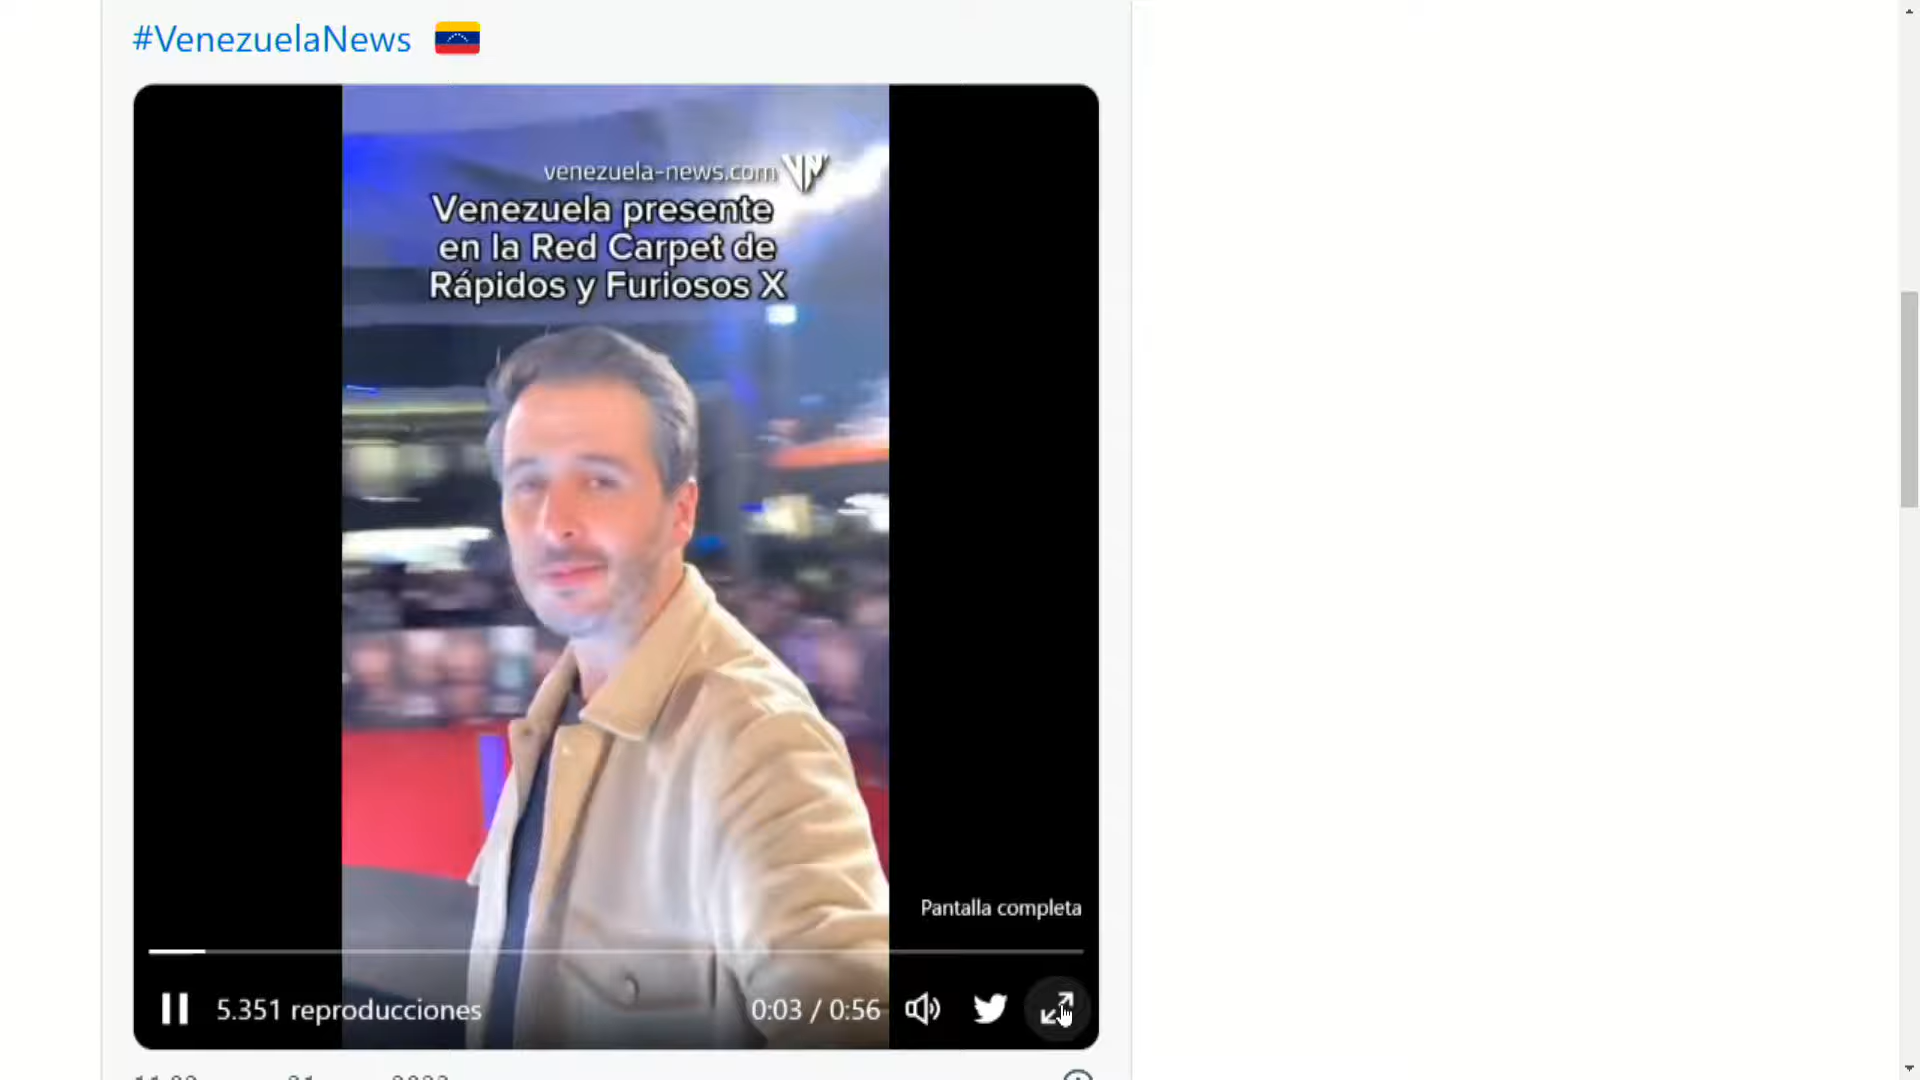 #VenezuelaNews
venezuela-news.com VN
Venezuela presente
en la Red Carpet de
Rápidos y Furiosos X
Pantalla completa
5.351 reproducciones
0:03 / 0:56